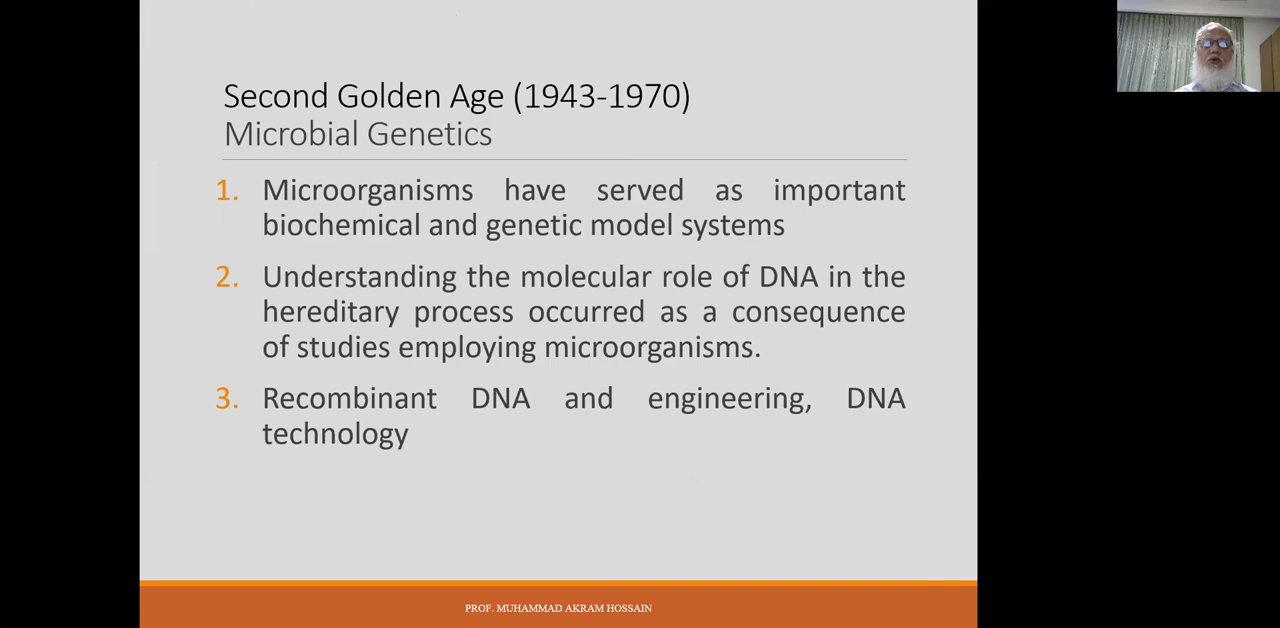 Second Golden Age (1943-1970)
Microbial Genetics
1. Microorganisms have served as important
biochemical and genetic model systems
2. Understanding the molecular role of DNA in the
hereditary process occurred as a consequence
of studies employing microorganisms.
3. Recombinant DNA and engineering, DNA
technology
PROF. MUHAMMAD AKRAM HOSSAIN